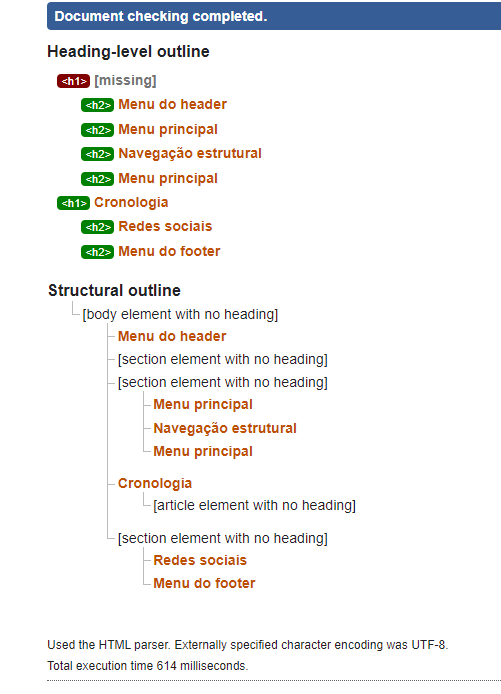 Document checking completed.
Heading-level outline
<h1> [missing]
<h2> Menu do header
<h2> Menu principal
<h2> Navegação estrutural
<h2> Menu principal
<h1> Cronologia
<h2> Redes sociais
<h2> Menu do footer
Structural outline
[body element with no heading]
Menu do header
[section element with no heading]
[section element with no heading]
Menu principal
Navegação estrutural
Menu principal
Cronologia
[article element with no heading]
[section element with no heading]
Redes sociais
Menu do footer
Used the HTML parser. Externally specified character encoding was UTF-8.
Total execution time 614 milliseconds.